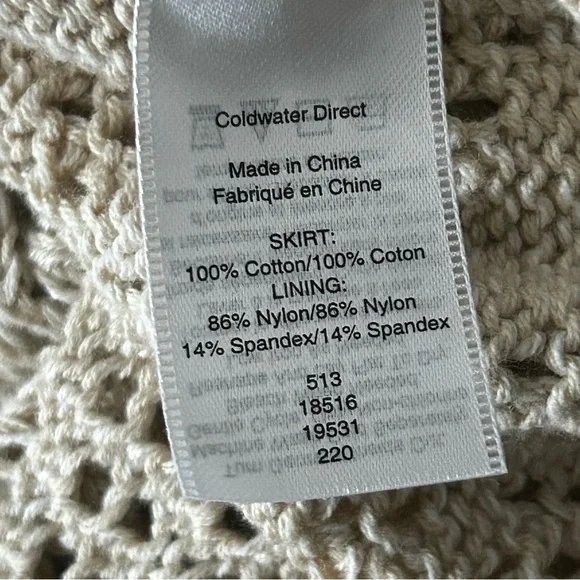 Coldwater Direct
Made in China
Fabriqué en Chine
SKIRT:
100% Cotton/100% Coton
LINING:
86% Nylon/86% Nylon
14% Spandex/14% Spandex
513
18516
19531
220